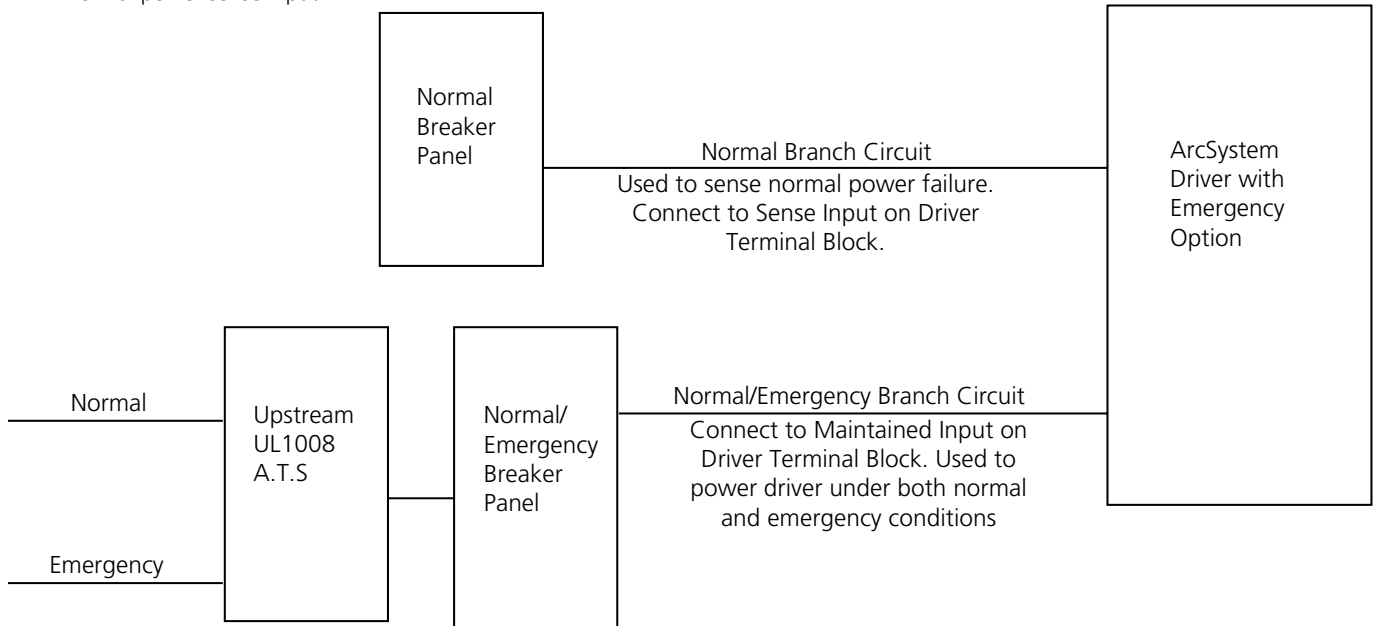 Normal
Breaker
Panel
Normal Branch Circuit
Used to sense normal power failure.
Connect to Sense Input on Driver
Terminal Block.
ArcSystem
Driver with
Emergency
Option
Normal
Emergency
Upstream
UL1008
A.T.S
Normal/
Emergency
Breaker
Panel
Normal/Emergency Branch Circuit
Connect to Maintained Input on
Driver Terminal Block. Used to
power driver under both normal
and emergency conditions